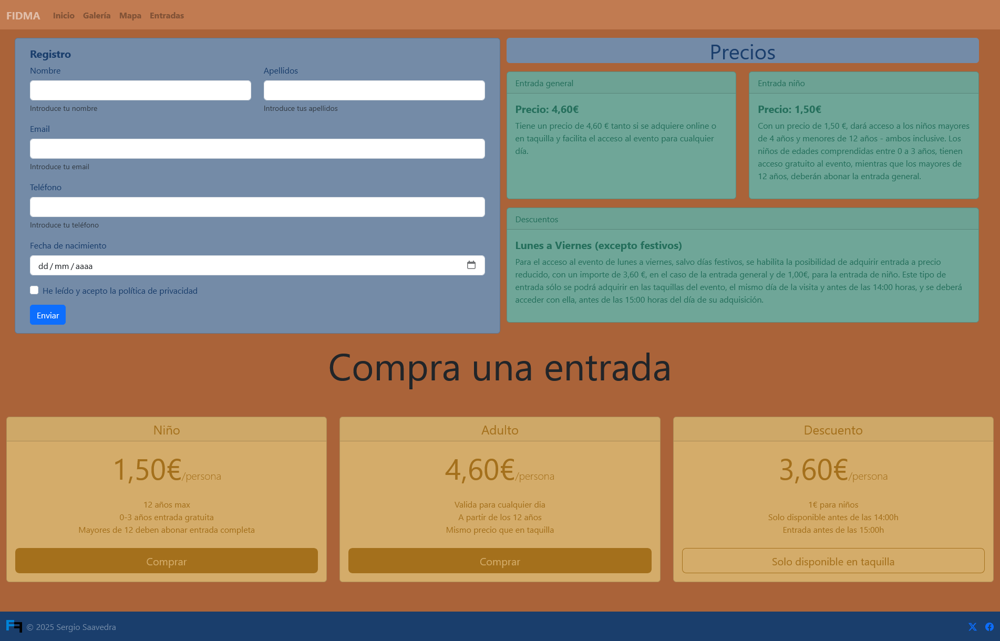 FIDMA Inicio Galería Mapa Entradas
Registro
Nombre
Apellidos
Introduce tu nombre
Introduce tus apellidos
Email
Introduce tu email
Teléfono
Introduce tu teléfono
Fecha de nacimiento
dd/mm/aaaa
He leído y acepto la política de privacidad
Enviar
Precios
Entrada general
Precio: 4,60€
Tiene un precio de 4,60 € tanto si se adquiere online o
en taquilla y facilita el acceso al evento para cualquier
día.
Entrada niño
Precio: 1,50€
Con un precio de 1,50 €, dará acceso a los niños mayores
de 4 años y menores de 12 años - ambos inclusive. Los
niños de edades comprendidas entre 0 a 3 años, tienen
acceso gratuito al evento, mientras que los mayores de
12 años, deberán abonar la entrada general.
Descuentos
Lunes a Viernes (excepto festivos)
Para el acceso al evento de lunes a viernes, salvo días festivos, se habilita la posibilidad de adquirir entrada a precio
reducido, con un importe de 3,60 €, en el caso de la entrada general y de 1,00€, para la entrada de niño. Este tipo de
entrada sólo se podrá adquirir en las taquillas del evento, el mismo día de la visita y antes de las 14:00 horas, y se deberá
acceder con ella, antes de las 15:00 horas del día de su adquisición.
Compra una entrada
Niño
1,50€/persona
12 años max
0-3 años entrada gratuita
Mayores de 12 deben abonar entrada completa
Comprar
Adulto
4,60€/persona
Valida para cualquier dia
A partir de los 12 años
Mismo precio que en taquilla
Comprar
Descuento
3,60€/persona
1€ para niños
Solo disponible antes de las 14:00h
Entrada antes de las 15:00h
Solo disponible en taquilla
© 2025 Sergio Saavedra